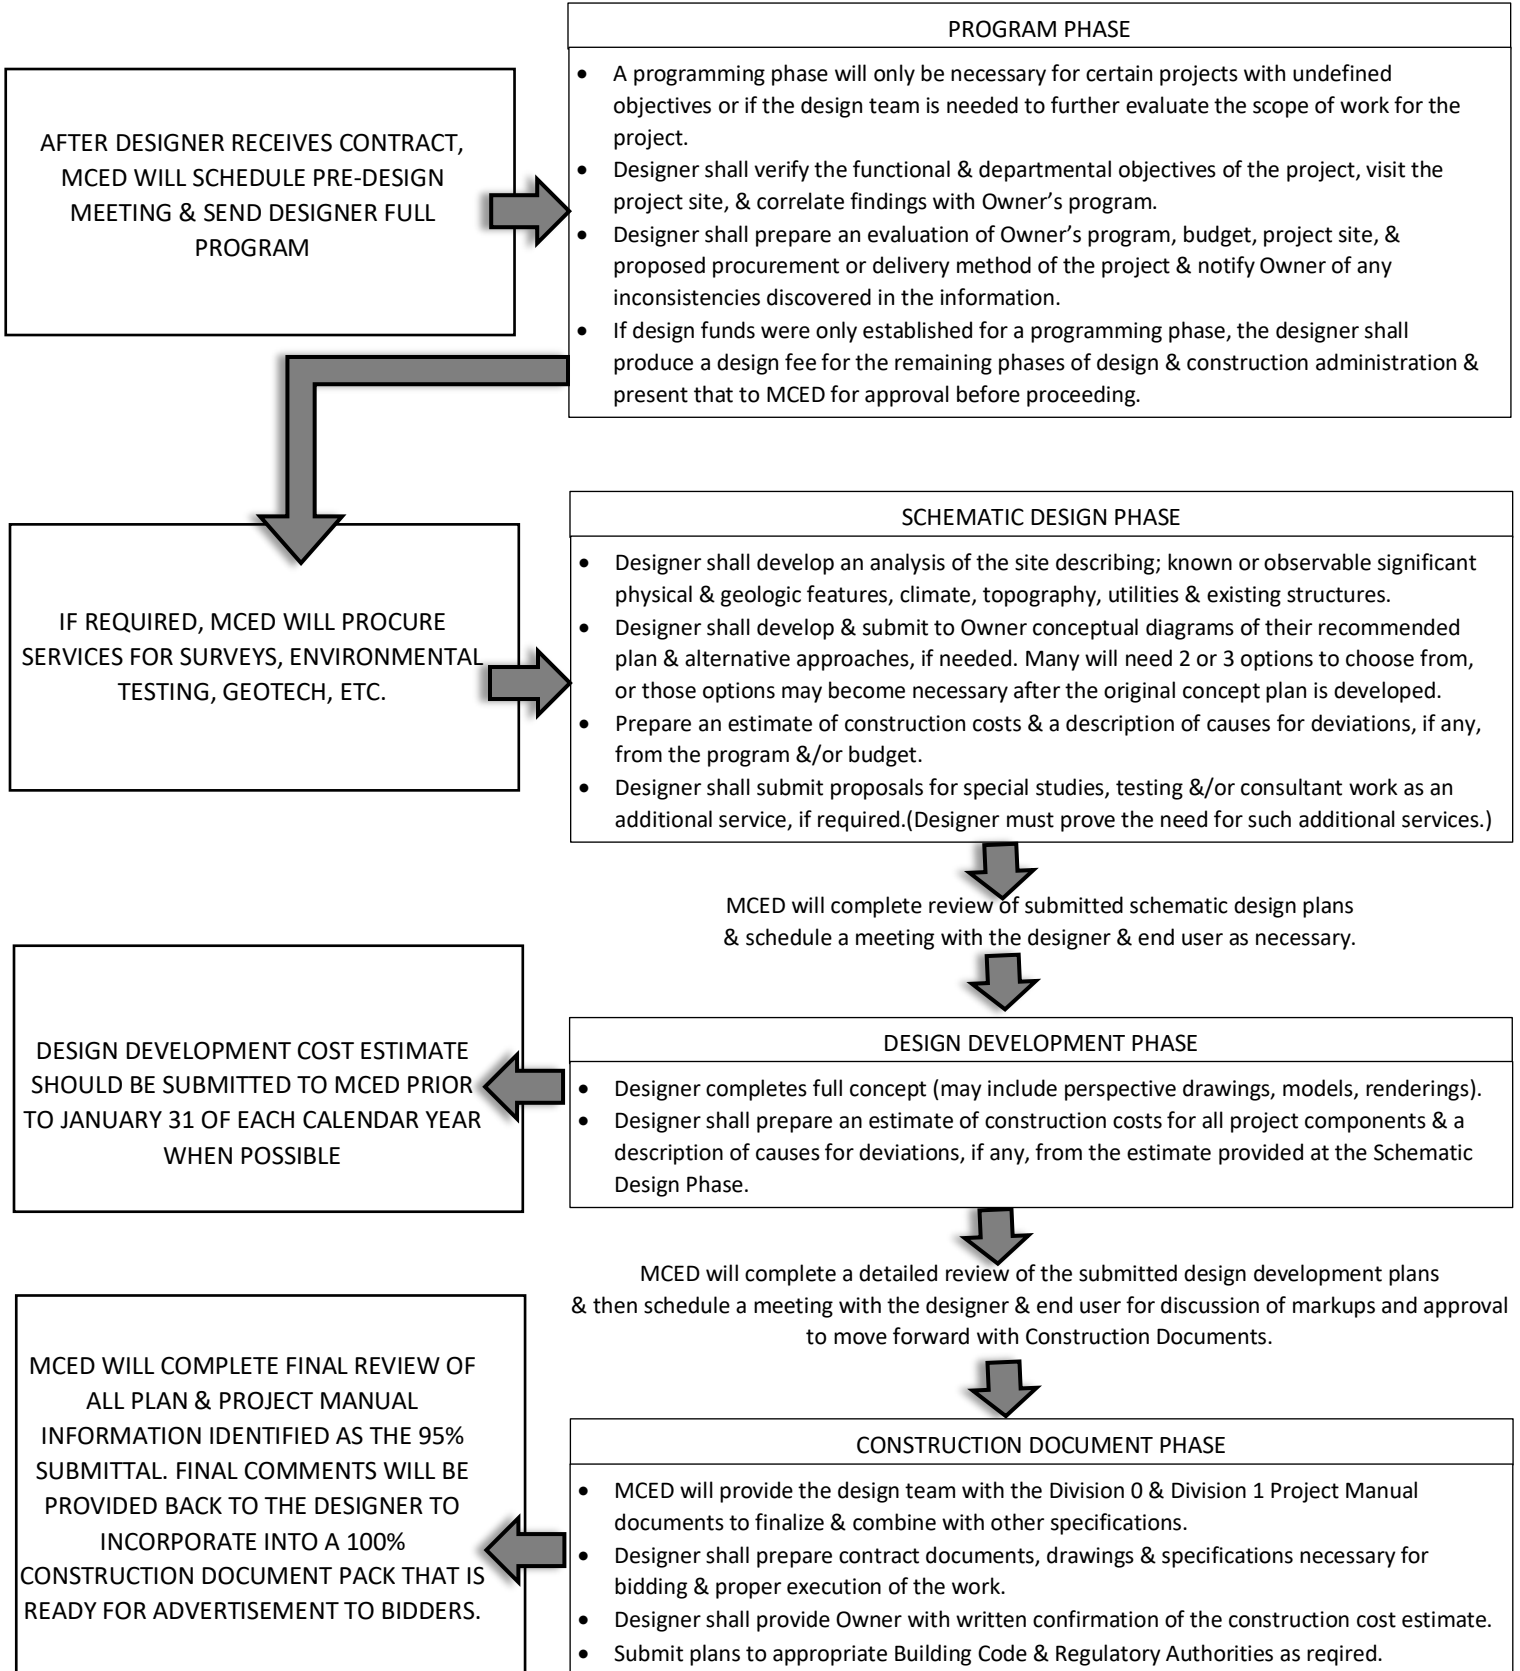 AFTER DESIGNER RECEIVES CONTRACT,
MCED WILL SCHEDULE PRE-DESIGN
MEETING & SEND DESIGNER FULL
PROGRAM
PROGRAM PHASE
• A programming phase will only be necessary for certain projects with undefined
objectives or if the design team is needed to further evaluate the scope of work for the
project.
• Designer shall verify the functional & departmental objectives of the project, visit the
project site, & correlate findings with Owner's program.
• Designer shall prepare an evaluation of Owner's program, budget, project site, &
proposed procurement or delivery method of the project & notify Owner of any
inconsistencies discovered in the information.
• If design funds were only established for a programming phase, the designer shall
produce a design fee for the remaining phases of design & construction administration &
present that to MCED for approval before proceeding.
IF REQUIRED, MCED WILL PROCURE
SERVICES FOR SURVEYS, ENVIRONMENTAL
TESTING, GEOTECH, ETC.
SCHEMATIC DESIGN PHASE
• Designer shall develop an analysis of the site describing; known or observable significant
physical & geologic features, climate, topography, utilities & existing structures.
• Designer shall develop & submit to Owner conceptual diagrams of their recommended
plan & alternative approaches, if needed. Many will need 2 or 3 options to choose from,
or those options may become necessary after the original concept plan is developed.
• Prepare an estimate of construction costs & a description of causes for deviations, if any,
from the program &/or budget.
• Designer shall submit proposals for special studies, testing &/or consultant work as an
additional service, if required.(Designer must prove the need for such additional services.)
MCED will complete review of submitted schematic design plans
& schedule a meeting with the designer & end user as necessary.
DESIGN DEVELOPMENT COST ESTIMATE
SHOULD BE SUBMITTED TO MCED PRIOR
TO JANUARY 31 OF EACH CALENDAR YEAR
WHEN POSSIBLE
DESIGN DEVELOPMENT PHASE
• Designer completes full concept (may include perspective drawings, models, renderings).
• Designer shall prepare an estimate of construction costs for all project components & a
description of causes for deviations, if any, from the estimate provided at the Schematic
Design Phase.
MCED will complete a detailed review of the submitted design development plans
& then schedule a meeting with the designer & end user for discussion of markups and approval
to move forward with Construction Documents.
MCED WILL COMPLETE FINAL REVIEW OF
ALL PLAN & PROJECT MANUAL
INFORMATION IDENTIFIED AS THE 95%
SUBMITTAL. FINAL COMMENTS WILL BE
PROVIDED BACK TO THE DESIGNER TO
INCORPORATE INTO A 100%
CONSTRUCTION DOCUMENT PACK THAT IS
READY FOR ADVERTISEMENT TO BIDDERS.
CONSTRUCTION DOCUMENT PHASE
• MCED will provide the design team with the Division 0 & Division 1 Project Manual
documents to finalize & combine with other specifications.
• Designer shall prepare contract documents, drawings & specifications necessary for
bidding & proper execution of the work.
• Designer shall provide Owner with written confirmation of the construction cost estimate.
• Submit plans to appropriate Building Code & Regulatory Authorities as reqired.